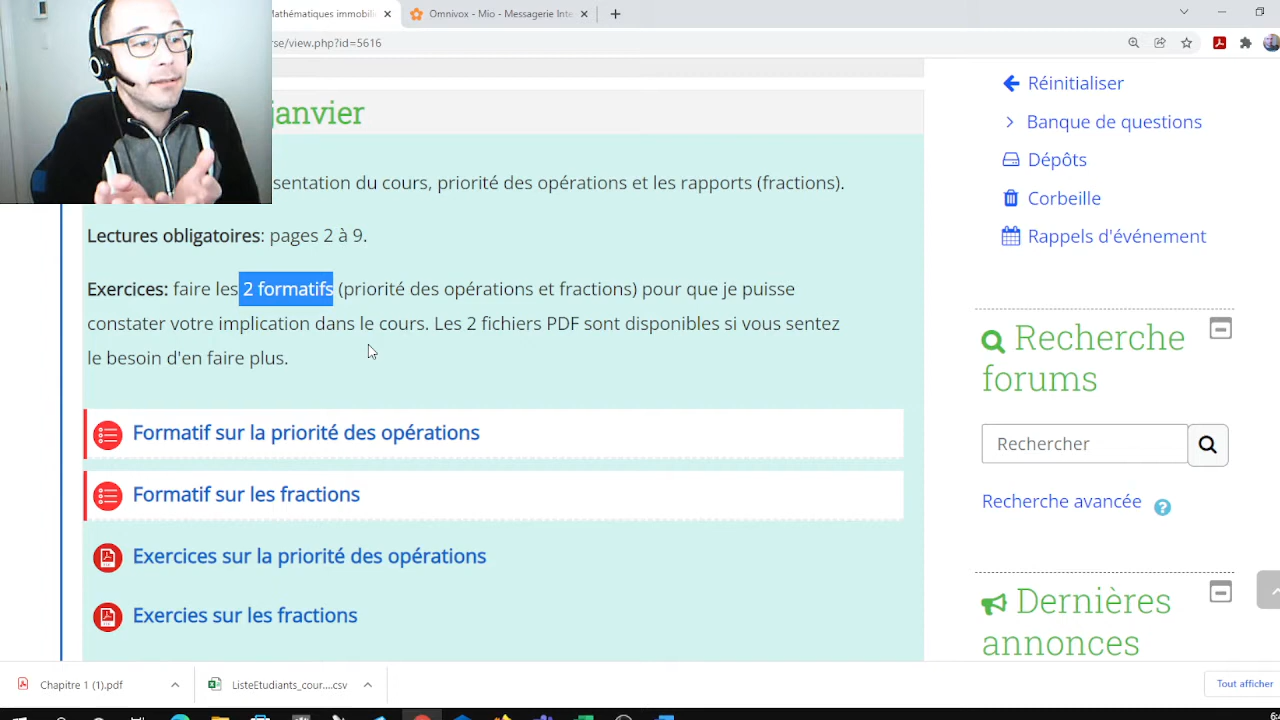 Mathématiques immobili
Omnivox - Mio - Messagerie Inte
se/view.php?id=5616
janvier
sentation du cours, priorité des opérations et les rapports (fractions).
Lectures obligatoires: pages 2 à 9.
Exercices: faire les 2 formatifs (priorité des opérations et fractions) pour que je puisse
constater votre implication dans le cours. Les 2 fichiers PDF sont disponibles si vous sentez
le besoin d'en faire plus.
Formatif sur la priorité des opérations
Formatif sur les fractions
Exercices sur la priorité des opérations
Exercies sur les fractions
Réinitialiser
Banque de questions
Dépôts
Corbeille
Rappels d'événement
Recherche
forums
Rechercher
Recherche avancée
Dernières
annonces
Chapitre 1 (1).pdf
ListeEtudiants_cour....csv
Tout afficher